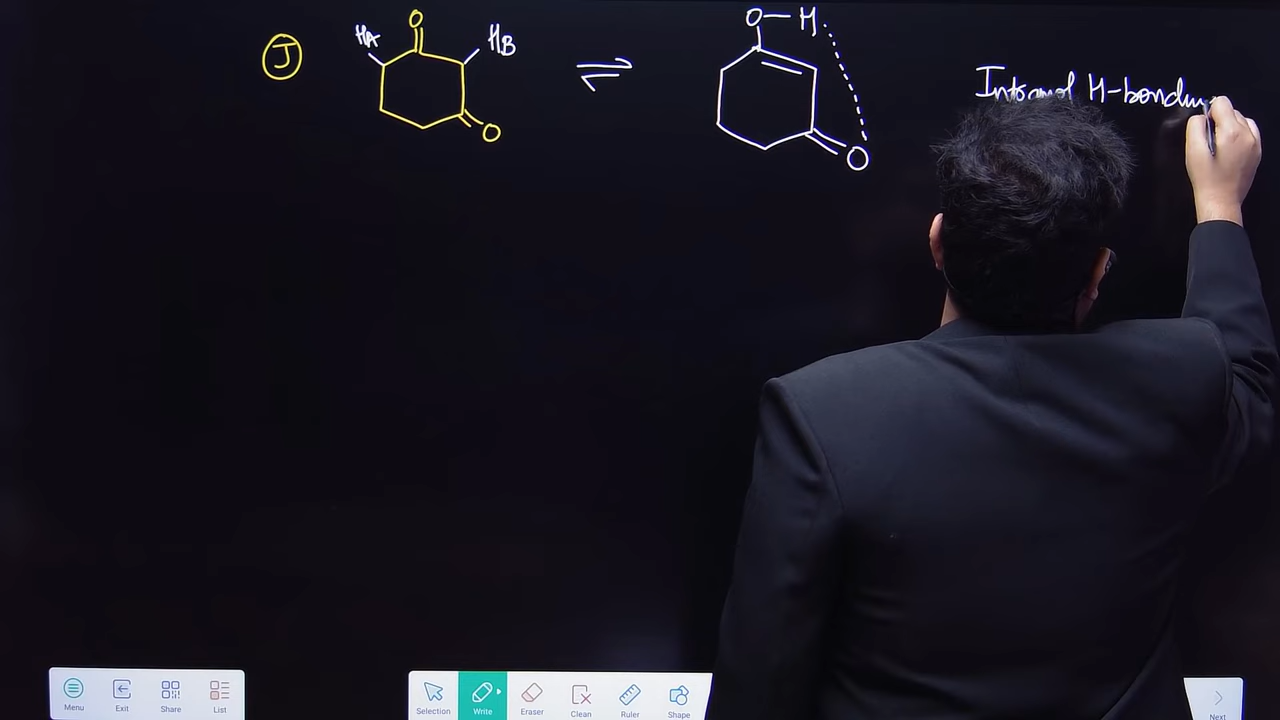 J
HA
O
HB
O
O–H
O
Intramol H-bonding
Menu
Exit
Share
List
Selection
Write
Eraser
Clean
Ruler
Shape
Next